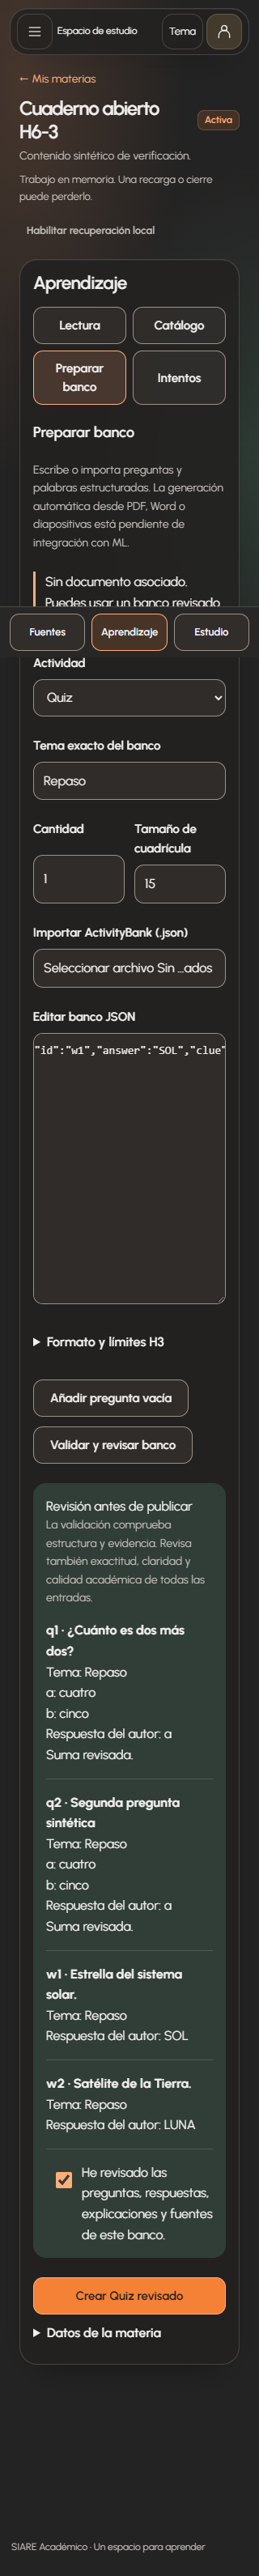 Espacio de estudio
Tema
← Mis materias
Cuaderno abierto
H6-3
Activa
Contenido sintético de verificación.
Trabajo en memoria. Una recarga o cierre
puede perderlo.
Habilitar recuperación local
Aprendizaje
Lectura
Catálogo
Preparar
banco
Intentos
Preparar banco
Escribe o importa preguntas y
palabras estructuradas. La generación
automática desde PDF, Word o
diapositivas está pendiente de
integración con ML.
Sin documento asociado.
Puedes usar un banco revisado
Fuentes
Aprendizaje
Estudio
Actividad
Quiz
Tema exacto del banco
Repaso
Cantidad
Tamaño de
cuadrícula
1
15
Importar ActivityBank (.json)
Seleccionar archivo Sin ...ados
Editar banco JSON
"id":"w1","answer":"SOL","clue"
Formato y límites H3
Añadir pregunta vacía
Validar y revisar banco
Revisión antes de publicar
La validación comprueba
estructura y evidencia. Revisa
también exactitud, claridad y
calidad académica de todas las
entradas.
q1 · ¿Cuánto es dos más
dos?
Tema: Repaso
a: cuatro
b: cinco
Respuesta del autor: a
Suma revisada.
q2 · Segunda pregunta
sintética
Tema: Repaso
a: cuatro
b: cinco
Respuesta del autor: a
Suma revisada.
w1 · Estrella del sistema
solar.
Tema: Repaso
Respuesta del autor: SOL
w2 · Satélite de la Tierra.
Tema: Repaso
Respuesta del autor: LUNA
He revisado las
preguntas, respuestas,
explicaciones y fuentes
de este banco.
Crear Quiz revisado
Datos de la materia
SIARE Académico · Un espacio para aprender